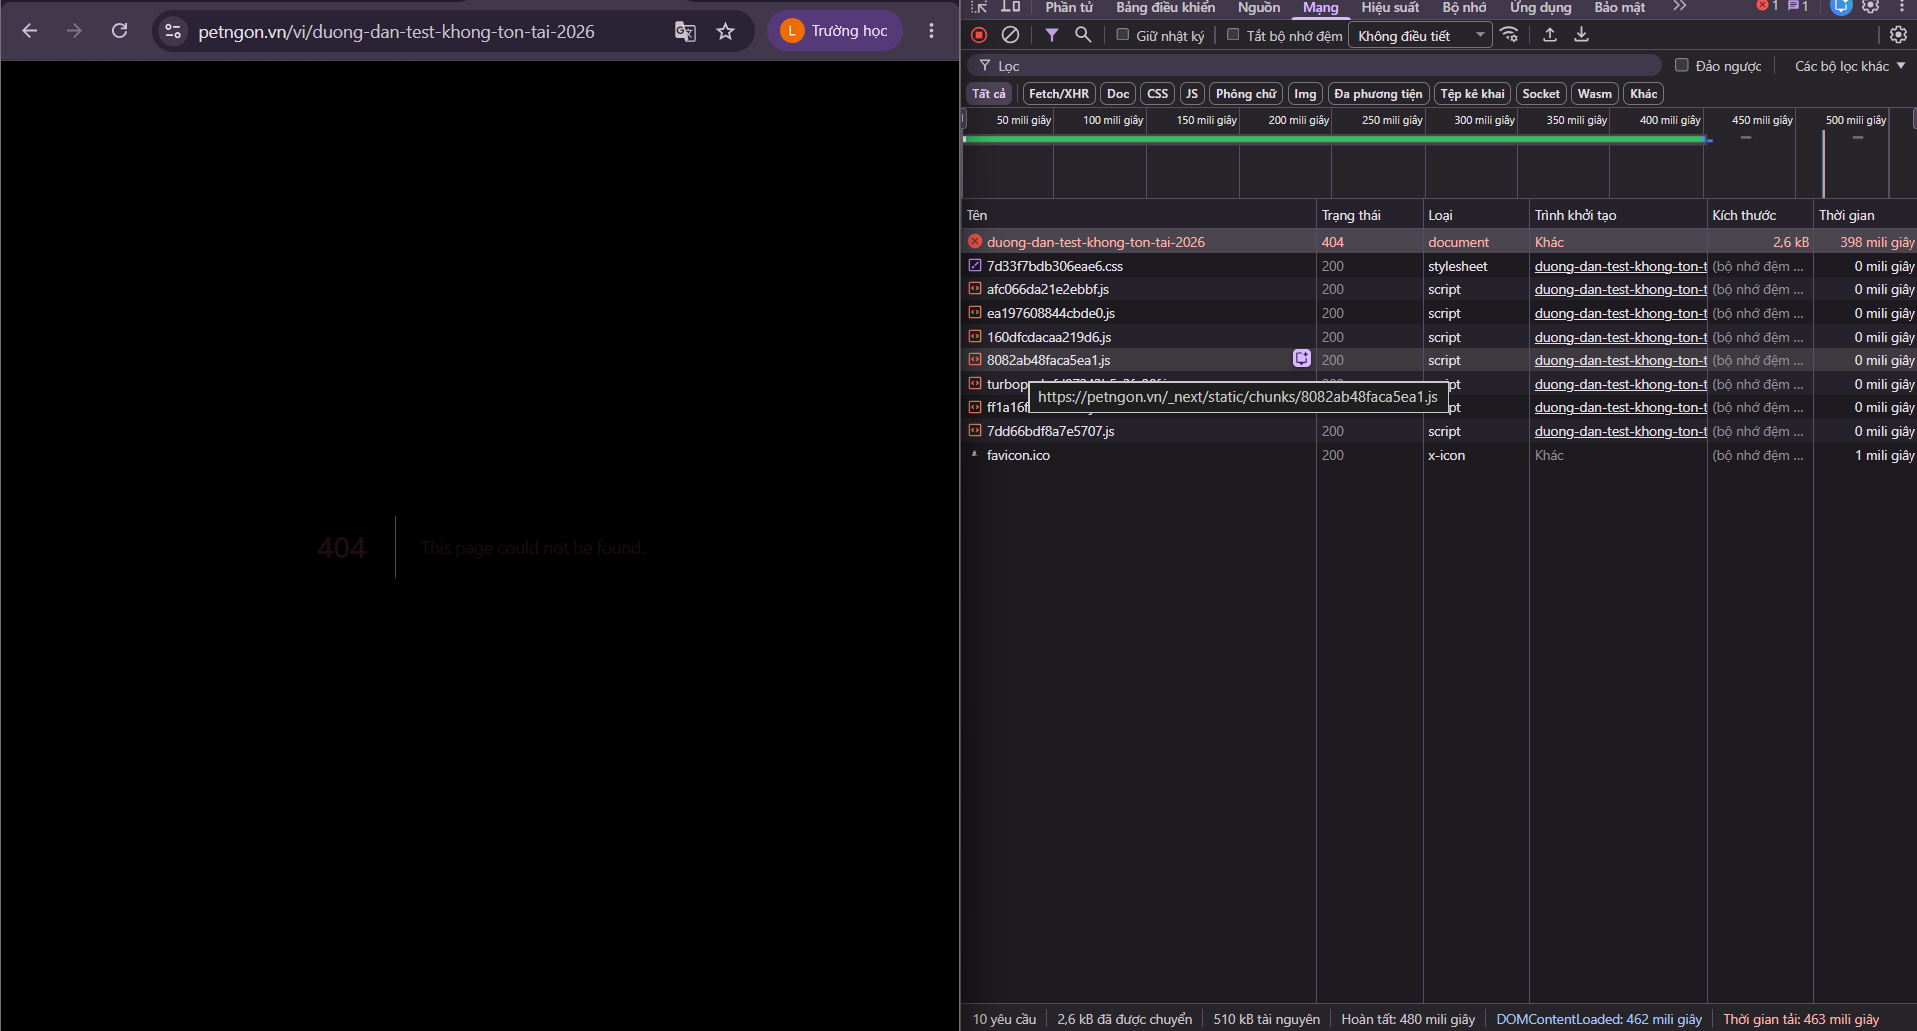 petngon.vn/vi/duong-dan-test-khong-ton-tai-2026
L Trường học
404
This page could not be found.
Phần tử Bảng điều khiển Nguồn Mạng Hiệu suất Bộ nhớ Ứng dụng Bảo mật 1 1
Giữ nhật ký Tắt bộ nhớ đệm Không điều tiết
Lọc Đảo ngược Các bộ lọc khác
Tất cả Fetch/XHR Doc CSS JS Phông chữ Img Đa phương tiện Tệp kê khai Socket Wasm Khác
50 mili giây 100 mili giây 150 mili giây 200 mili giây 250 mili giây 300 mili giây 350 mili giây 400 mili giây 450 mili giây 500 mili giây
Tên Trạng thái Loại Trình khởi tạo Kích thước Thời gian
duong-dan-test-khong-ton-tai-2026 404 document Khác 2,6 kB 398 mili giây
7d33f7bdb306eae6.css 200 stylesheet duong-dan-test-khong-ton-t (bộ nhớ đệm ... 0 mili giây
afc066da21e2ebbf.js 200 script duong-dan-test-khong-ton-t (bộ nhớ đệm ... 0 mili giây
ea197608844cbde0.js 200 script duong-dan-test-khong-ton-t (bộ nhớ đệm ... 0 mili giây
160dfcdacaa219d6.js 200 script duong-dan-test-khong-ton-t (bộ nhớ đệm ... 0 mili giây
8082ab48faca5ea1.js 200 script duong-dan-test-khong-ton-t (bộ nhớ đệm ... 0 mili giây
turbop duong-dan-test-khong-ton-t (bộ nhớ đệm ... 0 mili giây
https://petngon.vn/_next/static/chunks/8082ab48faca5ea1.js
ff1a16f duong-dan-test-khong-ton-t (bộ nhớ đệm ... 0 mili giây
7dd66bdf8a7e5707.js 200 script duong-dan-test-khong-ton-t (bộ nhớ đệm ... 0 mili giây
favicon.ico 200 x-icon Khác (bộ nhớ đệm ... 1 mili giây
10 yêu cầu 2,6 kB đã được chuyển 510 kB tài nguyên Hoàn tất: 480 mili giây DOMContentLoaded: 462 mili giây Thời gian tải: 463 mili giây